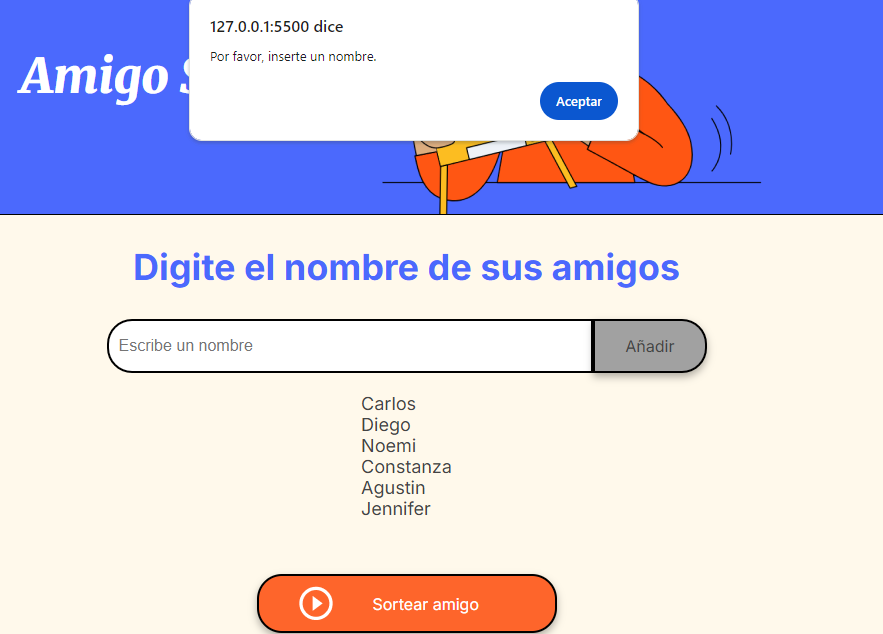 127.0.0.1:5500 dice
Por favor, inserte un nombre.
Aceptar
Amigo
Digite el nombre de sus amigos
Escribe un nombre
Añadir
Carlos
Diego
Noemi
Constanza
Agustin
Jennifer
Sortear amigo